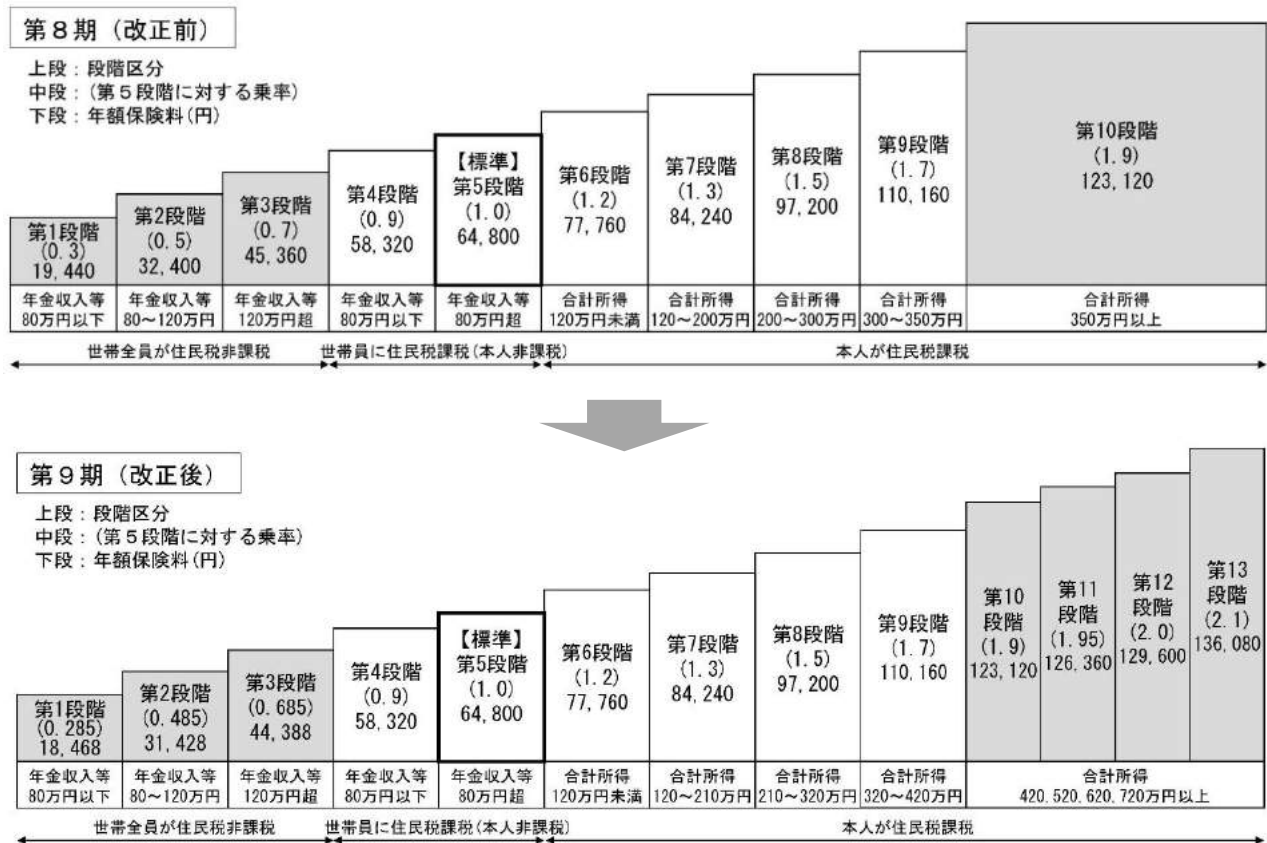 第8期（改正前）
上段：段階区分
中段：(第5段階に対する乗率)
下段：年額保険料(円)
第1段階
(0.3)
19,440
第2段階
(0.5)
32,400
第3段階
(0.7)
45,360
第4段階
(0.9)
58,320
【標準】
第5段階
(1.0)
64,800
第6段階
(1.2)
77,760
第7段階
(1.3)
84,240
第8段階
(1.5)
97,200
第9段階
(1.7)
110,160
第10段階
(1.9)
123,120
年金収入等
80万円以下
年金収入等
80～120万円
年金収入等
120万円超
年金収入等
80万円以下
年金収入等
80万円超
合計所得
120万円未満
合計所得
120～200万円
合計所得
200～300万円
合計所得
300～350万円
合計所得
350万円以上
世帯全員が住民税非課税
世帯員に住民税課税(本人非課税)
本人が住民税課税
第9期（改正後）
上段：段階区分
中段：(第5段階に対する乗率)
下段：年額保険料(円)
第1段階
(0.285)
18,468
第2段階
(0.485)
31,428
第3段階
(0.685)
44,388
第4段階
(0.9)
58,320
【標準】
第5段階
(1.0)
64,800
第6段階
(1.2)
77,760
第7段階
(1.3)
84,240
第8段階
(1.5)
97,200
第9段階
(1.7)
110,160
第10
段階
(1.9)
123,120
第11
段階
(1.95)
126,360
第12
段階
(2.0)
129,600
第13
段階
(2.1)
136,080
年金収入等
80万円以下
年金収入等
80～120万円
年金収入等
120万円超
年金収入等
80万円以下
年金収入等
80万円超
合計所得
120万円未満
合計所得
120～210万円
合計所得
210～320万円
合計所得
320～420万円
合計所得
420,520,620,720万円以上
世帯全員が住民税非課税
世帯員に住民税課税(本人非課税)
本人が住民税課税